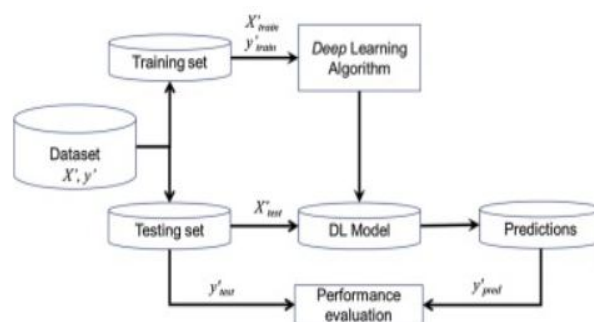 X'train
y'train
Training set
Deep Learning
Algorithm
Dataset
X', y'
X'test
Testing set
DL Model
Predictions
y'test
y'pred
Performance
evaluation